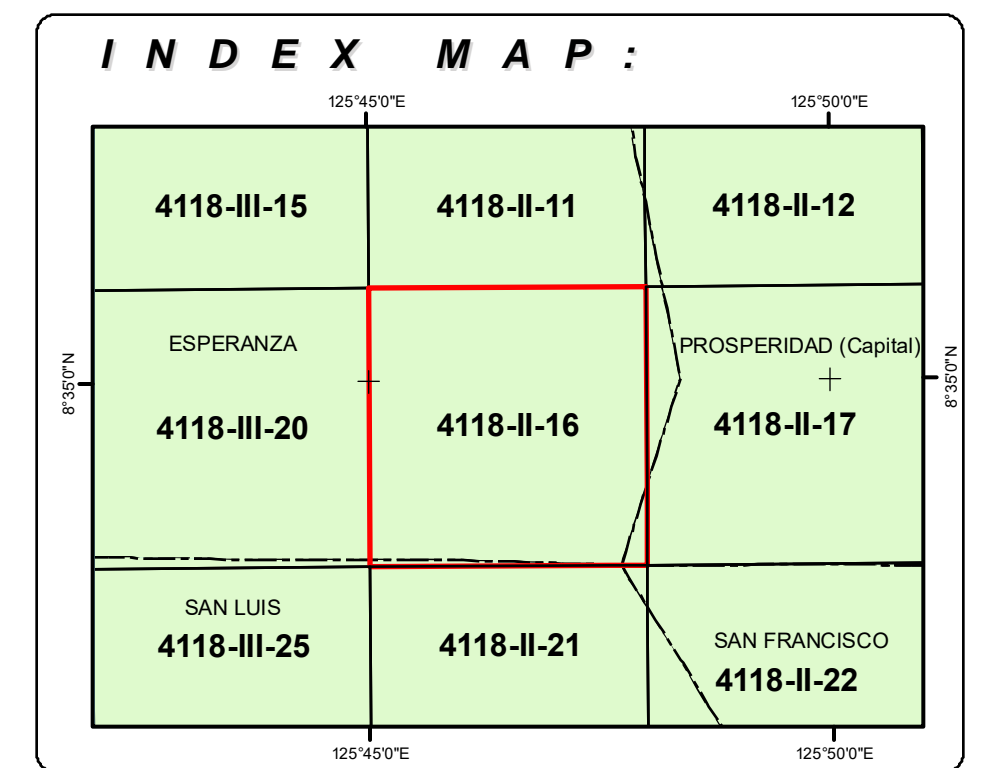 INDEX MAP:
125°45'0"E
125°50'0"E
4118-III-15
4118-II-11
4118-II-12
ESPERANZA
PROSPERIDAD (Capital)
8°35'0"N
8°35'0"N
4118-III-20
4118-II-16
4118-II-17
SAN LUIS
4118-III-25
4118-II-21
SAN FRANCISCO
4118-II-22
125°45'0"E
125°50'0"E